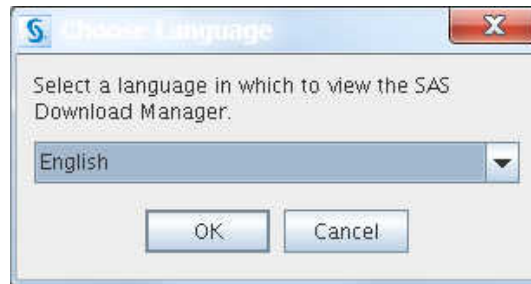 Choose Language
Select a language in which to view the SAS
Download Manager.
English
OK
Cancel